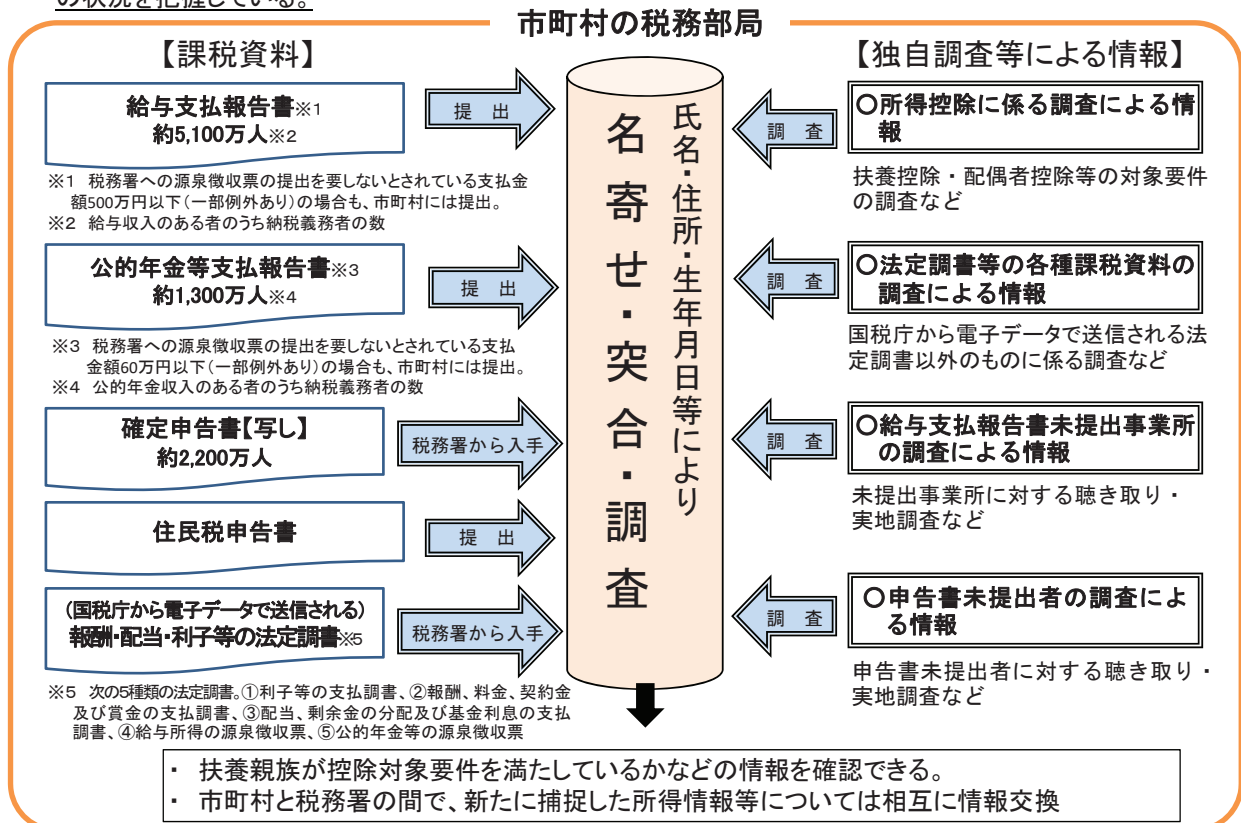 の状況を把握している。
市町村の税務部局
【課税資料】
給与支払報告書※1
約5,100万人※2
提 出
※1 税務署への源泉徴収票の提出を要しないとされている支払金
額500万円以下(一部例外あり)の場合も、市町村には提出。
※2 給与収入のある者のうち納税義務者の数
公的年金等支払報告書※3
約1,300万人※4
提 出
※3 税務署への源泉徴収票の提出を要しないとされている支払
金額60万円以下(一部例外あり)の場合も、市町村には提出。
※4 公的年金収入のある者のうち納税義務者の数
確定申告書【写し】
約2,200万人
税務署から入手
住民税申告書
提 出
(国税庁から電子データで送信される)
報酬・配当・利子等の法定調書※5
税務署から入手
※5 次の5種類の法定調書。①利子等の支払調書、②報酬、料金、契約金
及び賞金の支払調書、③配当、剰余金の分配及び基金利息の支払
調書、④給与所得の源泉徴収票、⑤公的年金等の源泉徴収票
氏名・住所・生年月日等により
名寄せ・突合・調査
【独自調査等による情報】
調 査
○所得控除に係る調査による情
報
扶養控除・配偶者控除等の対象要件
の調査など
調 査
○法定調書等の各種課税資料の
調査による情報
国税庁から電子データで送信される法
定調書以外のものに係る調査など
調 査
○給与支払報告書未提出事業所
の調査による情報
未提出事業所に対する聴き取り・
実地調査など
調 査
○申告書未提出者の調査によ
る情報
申告書未提出者に対する聴き取り・
実地調査など
・ 扶養親族が控除対象要件を満たしているかなどの情報を確認できる。
・ 市町村と税務署の間で、新たに捕捉した所得情報等については相互に情報交換